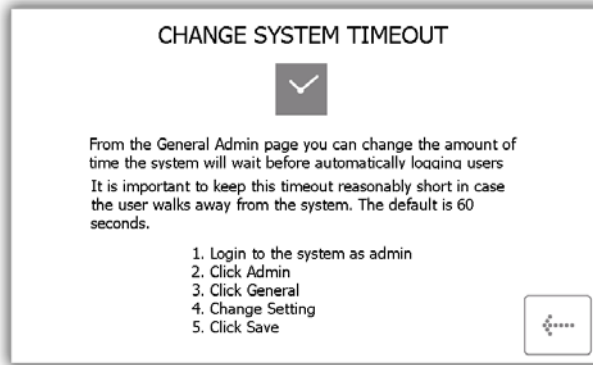 CHANGE SYSTEM TIMEOUT
From the General Admin page you can change the amount of
time the system will wait before automatically logging users
It is important to keep this timeout reasonably short in case
the user walks away from the system. The default is 60
seconds.
1. Login to the system as admin
2. Click Admin
3. Click General
4. Change Setting
5. Click Save